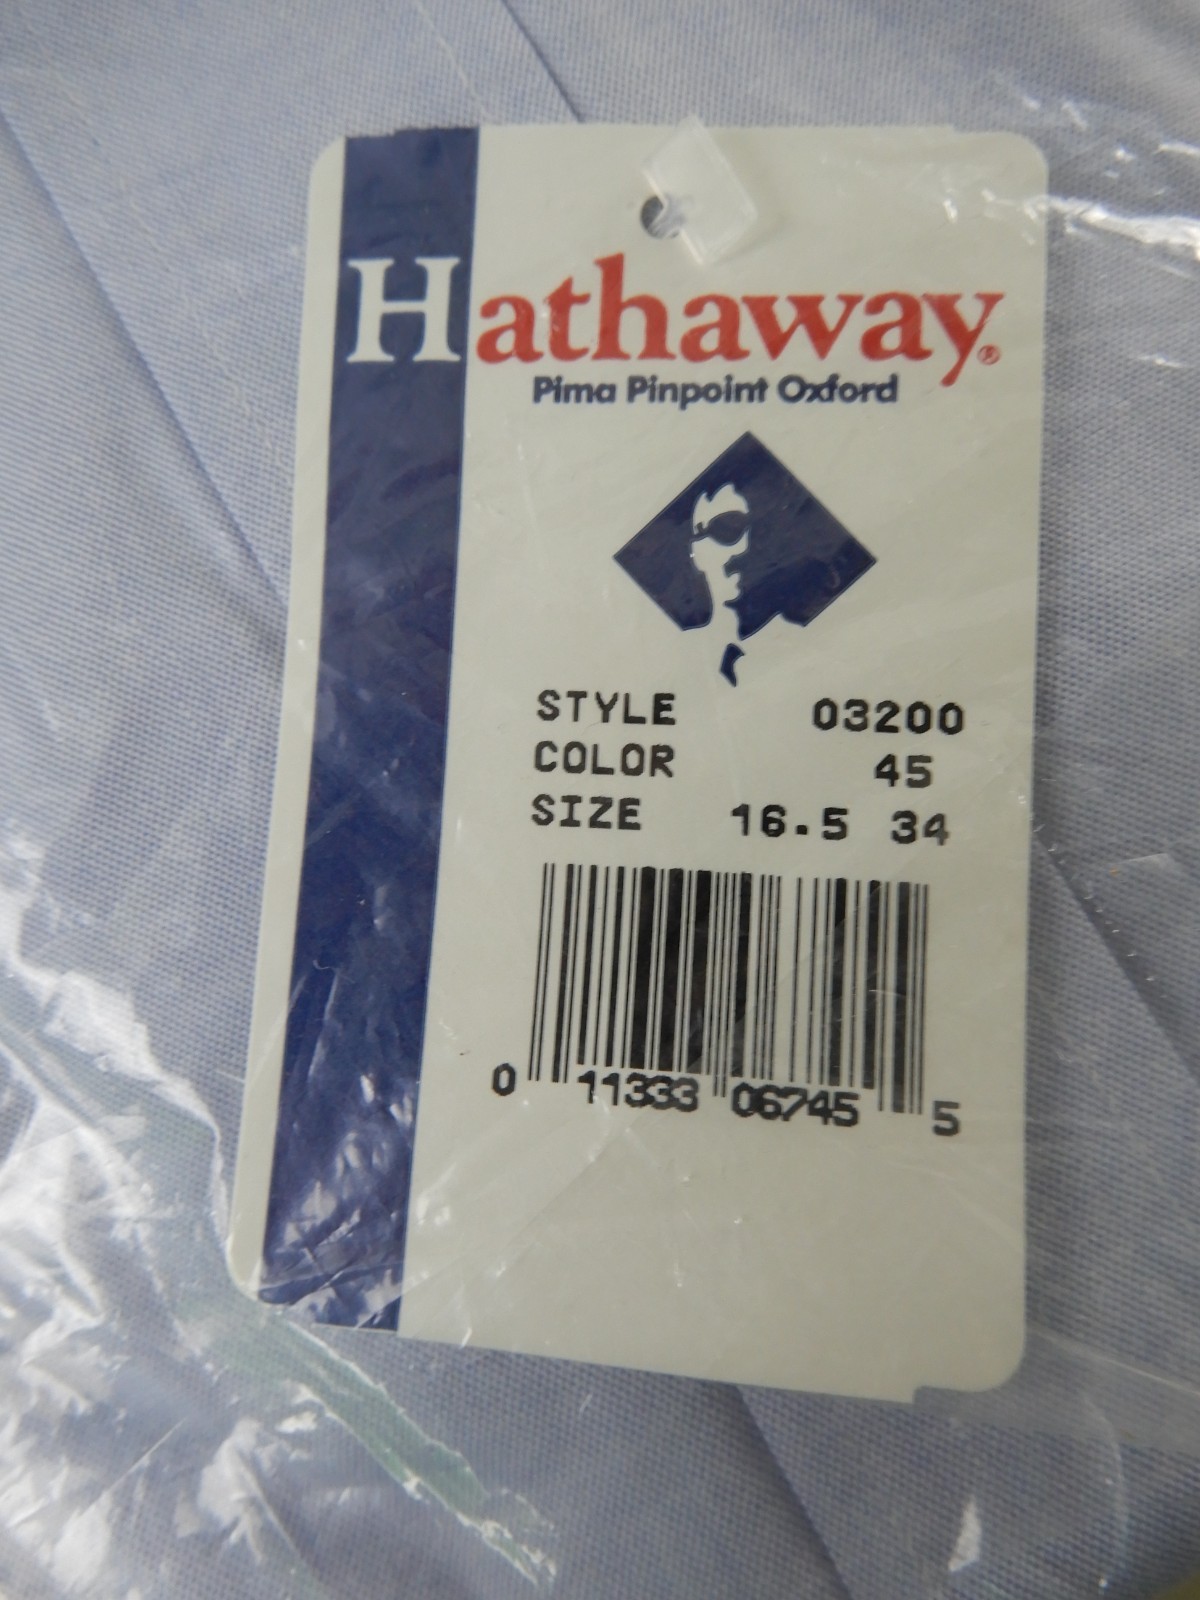 Hathaway®
Pima Pinpoint Oxford
STYLE 03200
COLOR 45
SIZE 16.5 34
0 11333 06745 5